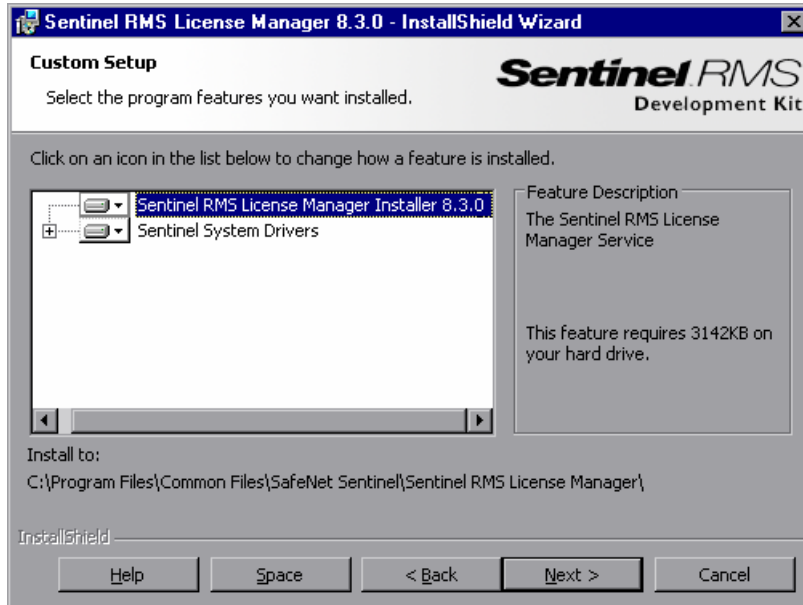 Sentinel RMS License Manager 8.3.0 - InstallShield Wizard
Custom Setup
Select the program features you want installed.
Sentinel RMS
Development Kit
Click on an icon in the list below to change how a feature is installed.
Sentinel RMS License Manager Installer 8.3.0
Sentinel System Drivers
Feature Description
The Sentinel RMS License
Manager Service
This feature requires 3142KB on
your hard drive.
Install to:
C:\Program Files\Common Files\SafeNet Sentinel\Sentinel RMS License Manager\
InstallShield
Help
Space
< Back
Next >
Cancel